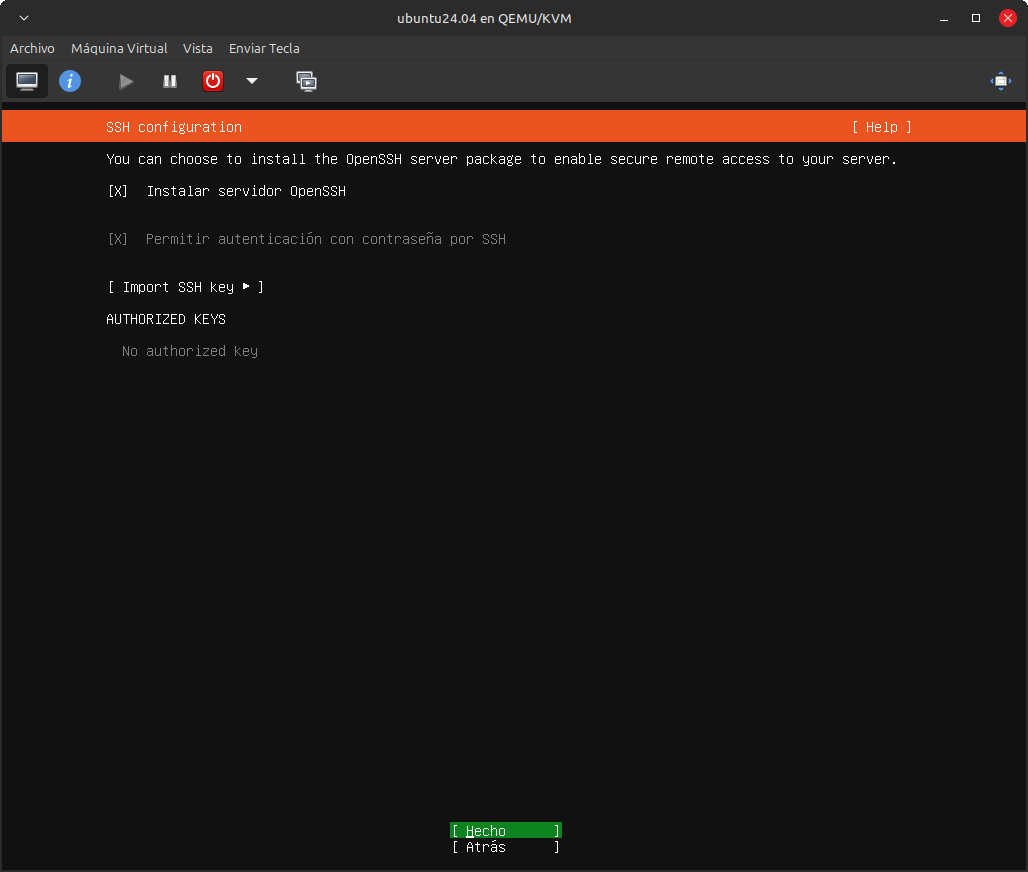 ubuntu24.04 en QEMU/KVM
Archivo Máquina Virtual Vista Enviar Tecla
SSH configuration [ Help ]
You can choose to install the OpenSSH server package to enable secure remote access to your server.
[X] Instalar servidor OpenSSH
[X] Permitir autenticación con contraseña por SSH
[ Import SSH key ▸ ]
AUTHORIZED KEYS
No authorized key
[ Hecho ]
[ Atrás ]